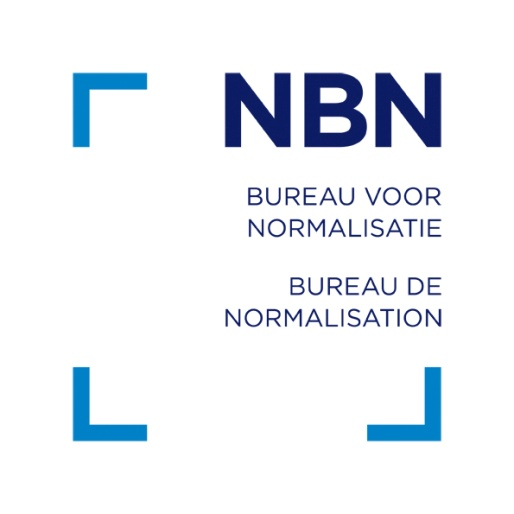 NBN
BUREAU VOOR
NORMALISATIE
BUREAU DE
NORMALISATION